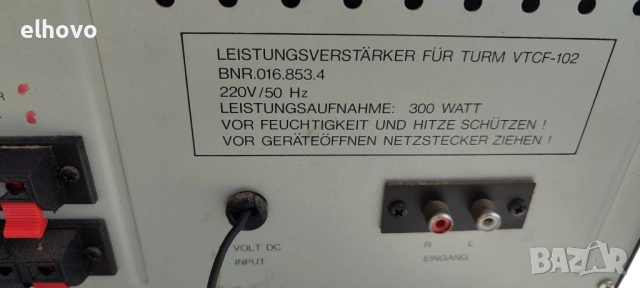 elhovo
LEISTUNGSVERSTÄRKER FÜR TURM VTCF-102
BNR.016.853.4
220V/50 Hz
LEISTUNGSAUFNAHME: 300 WATT
VOR FEUCHTIGKEIT UND HITZE SCHÜTZEN !
VOR GERÄTEÖFFNEN NETZSTECKER ZIEHEN !
R
VOLT DC
INPUT
R L
EINGANG
BAZAR